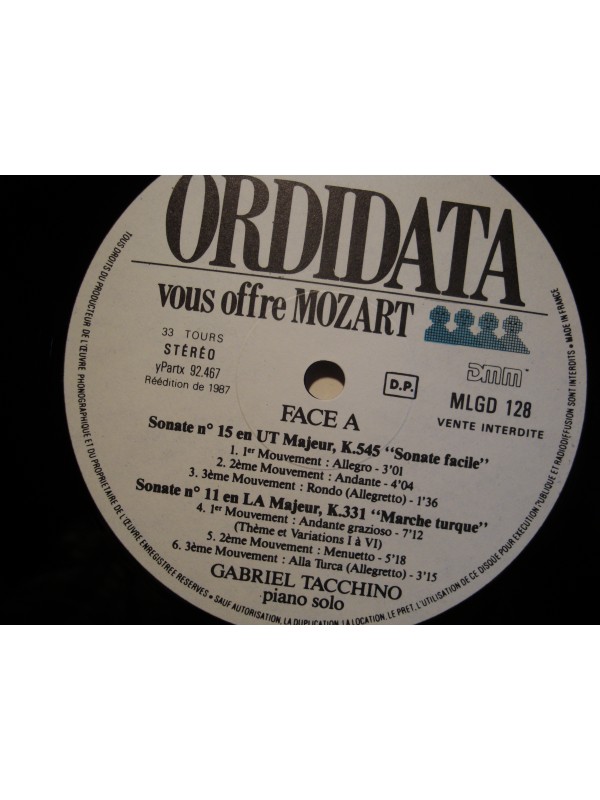 ORDIDATA
vous offre MOZART
33 TOURS
STÉRÉO
yPartx 92.467
Réédition de 1987
D.P.
DMM
MLGD 128
VENTE INTERDITE
FACE A
Sonate n° 15 en UT Majeur, K.545 "Sonate facile"
1. 1er Mouvement : Allegro - 3'01
2. 2ème Mouvement : Andante - 4'04
3. 3ème Mouvement : Rondo (Allegretto) - 1'36
Sonate n° 11 en LA Majeur, K.331 "Marche turque"
4. 1er Mouvement : Andante grazioso - 7'12
(Thème et Variations I à VI)
5. 2ème Mouvement : Menuetto - 5'18
6. 3ème Mouvement : Alla Turca (Allegretto) - 3'15
GABRIEL TACCHINO
piano solo
TOUS DROITS DU PRODUCTEUR DE L'ŒUVRE PHONOGRAPHIQUE ET DU PROPRIETAIRE DE L'ŒUVRE ENREGISTREE RESERVES • SAUF AUTORISATION, LA DUPLICATION, LA LOCATION, LE PRET, L'UTILISATION DE CE DISQUE POUR EXECUTION PUBLIQUE ET RADIODIFFUSION SONT INTERDITS • MADE IN FRANCE